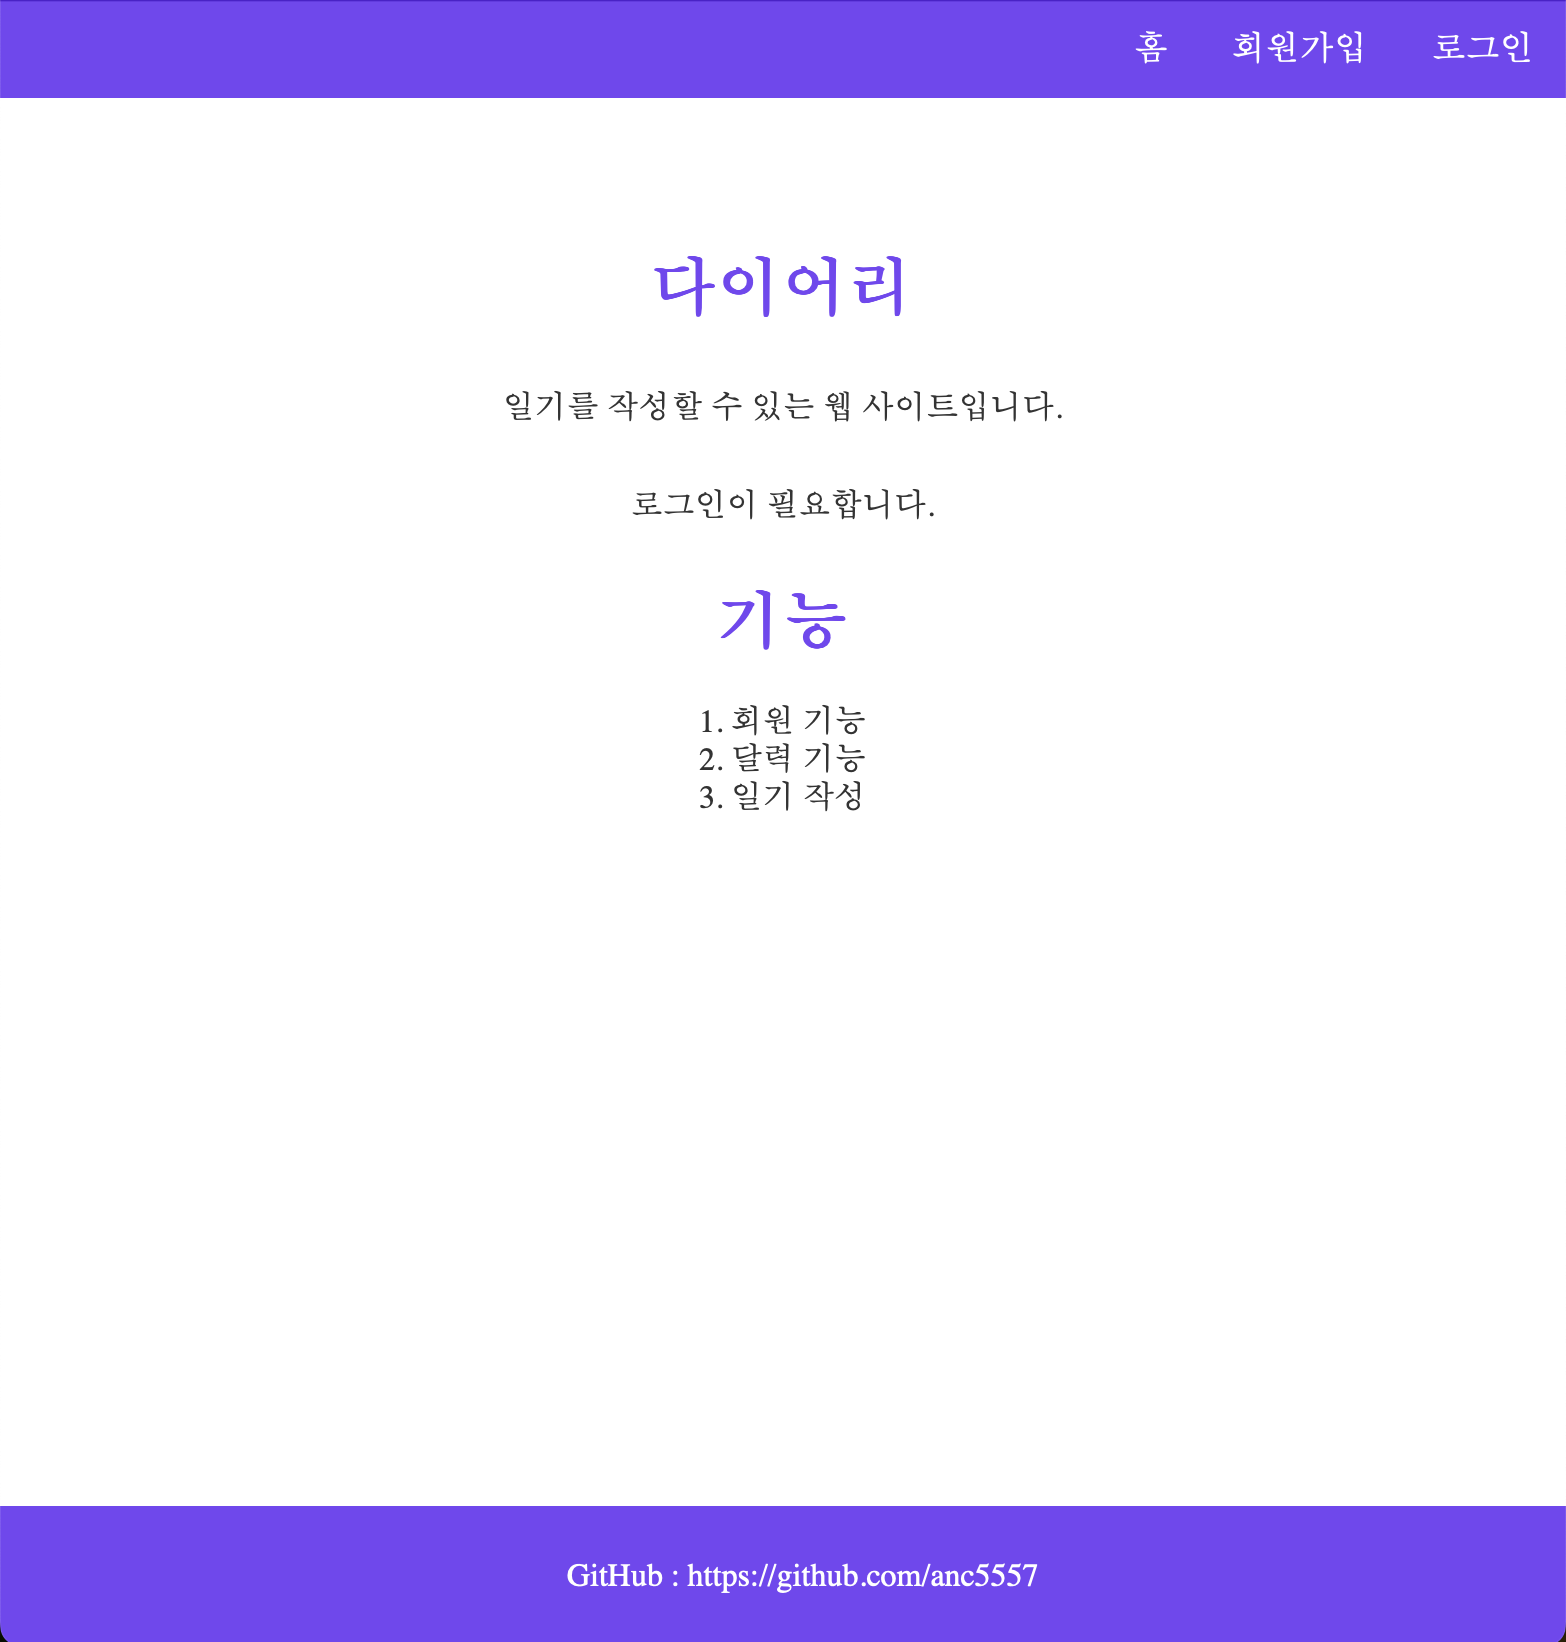 홈 회원가입 로그인
다이어리
일기를 작성할 수 있는 웹 사이트입니다.
로그인이 필요합니다.
기능
1. 회원 기능
2. 달력 기능
3. 일기 작성
GitHub : https://github.com/anc5557